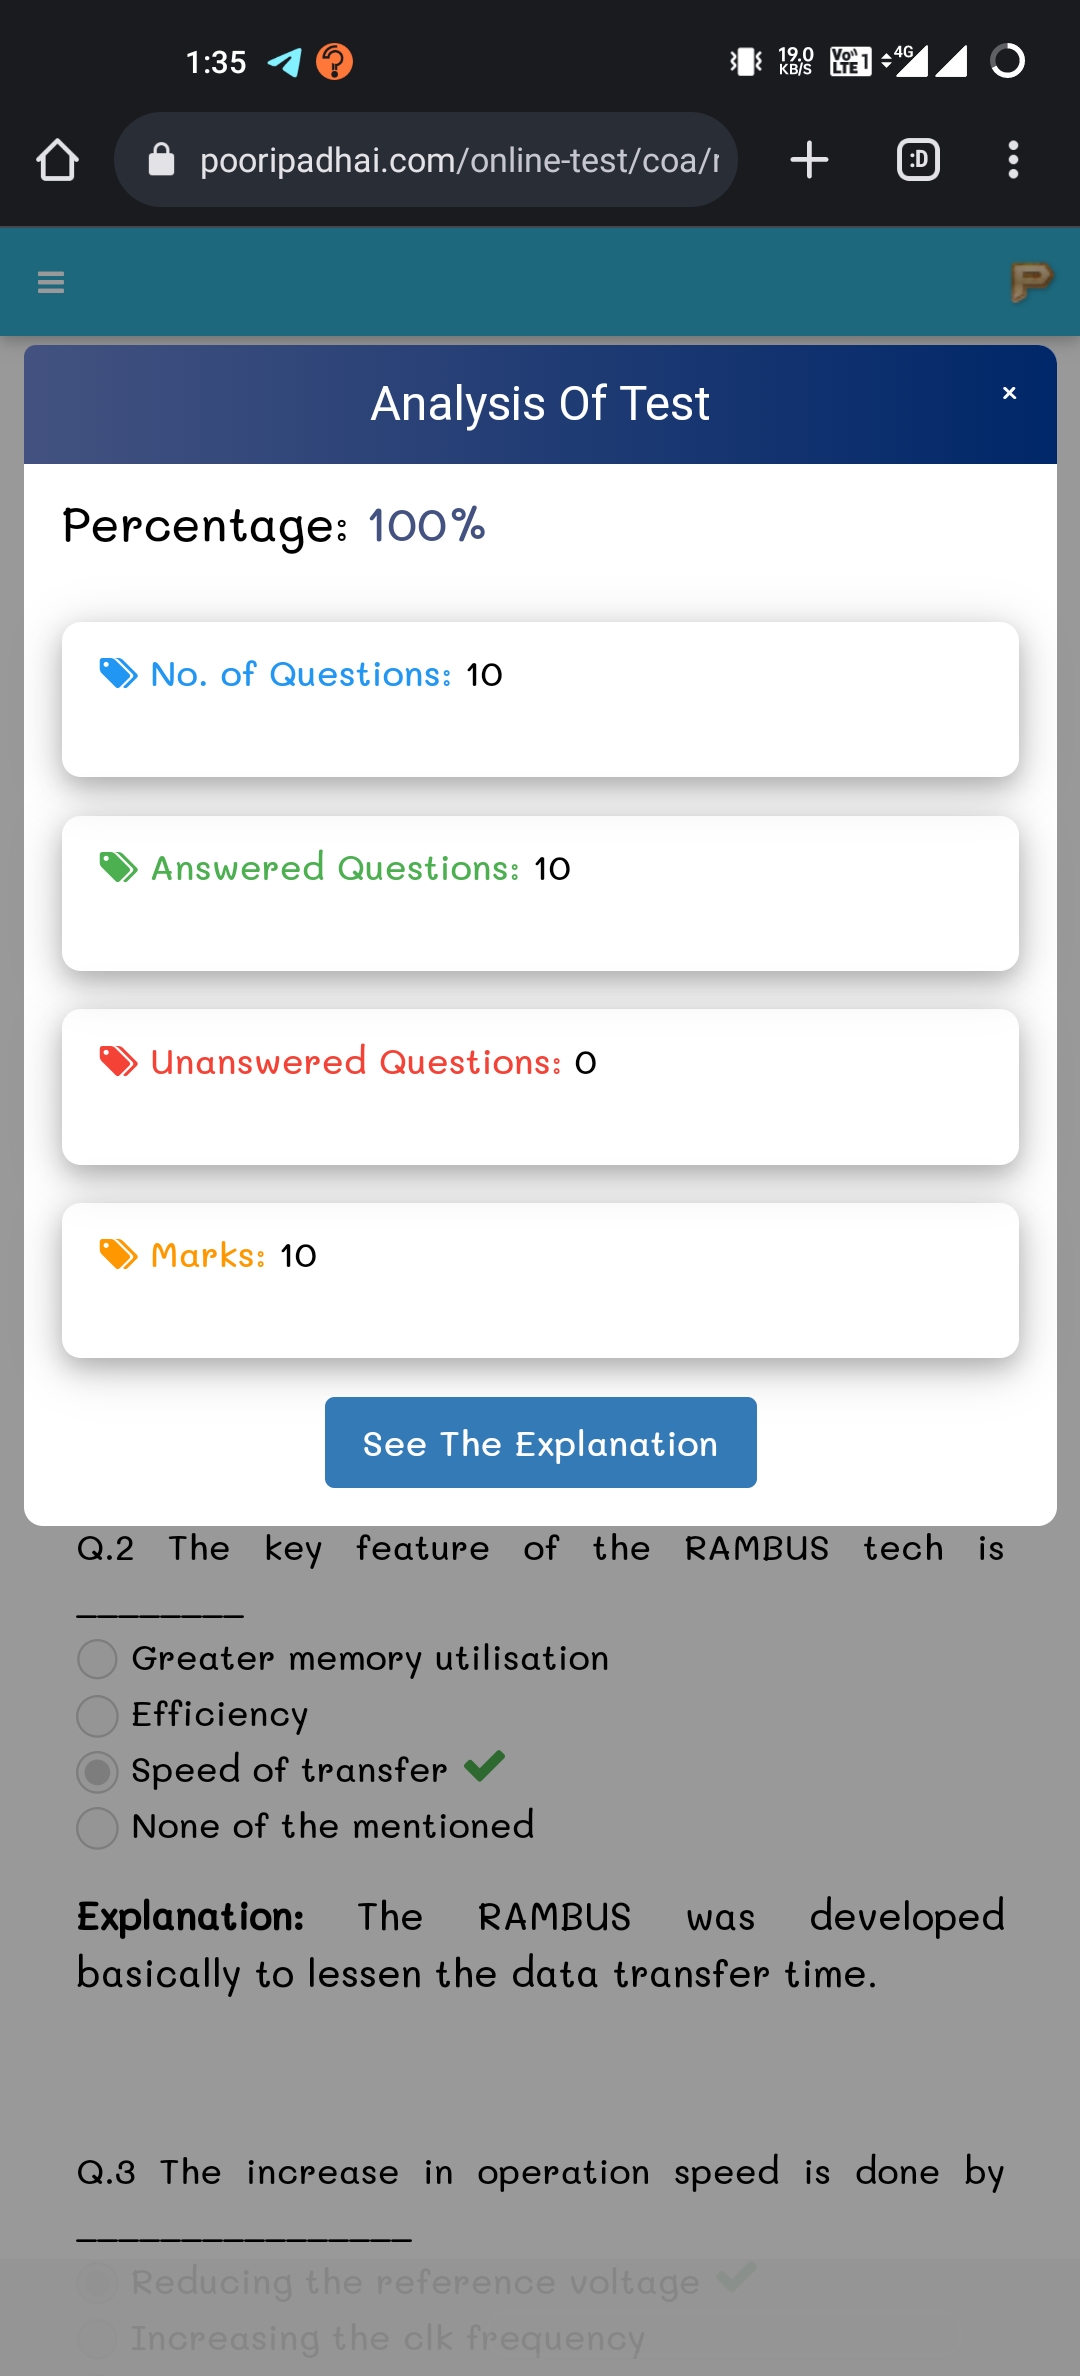 1:35
19.0
KB/S
Vo))
LTE 1
4G
pooripadhai.com/online-test/coa/r
:D
P
Analysis Of Test
×
Percentage: 100%
No. of Questions: 10
Answered Questions: 10
Unanswered Questions: 0
Marks: 10
See The Explanation
Q.2 The key feature of the RAMBUS tech is
________
Greater memory utilisation
Efficiency
Speed of transfer
None of the mentioned
Explanation: The RAMBUS was developed
basically to lessen the data transfer time.
Q.3 The increase in operation speed is done by
________________
Reducing the reference voltage
Increasing the clk frequency